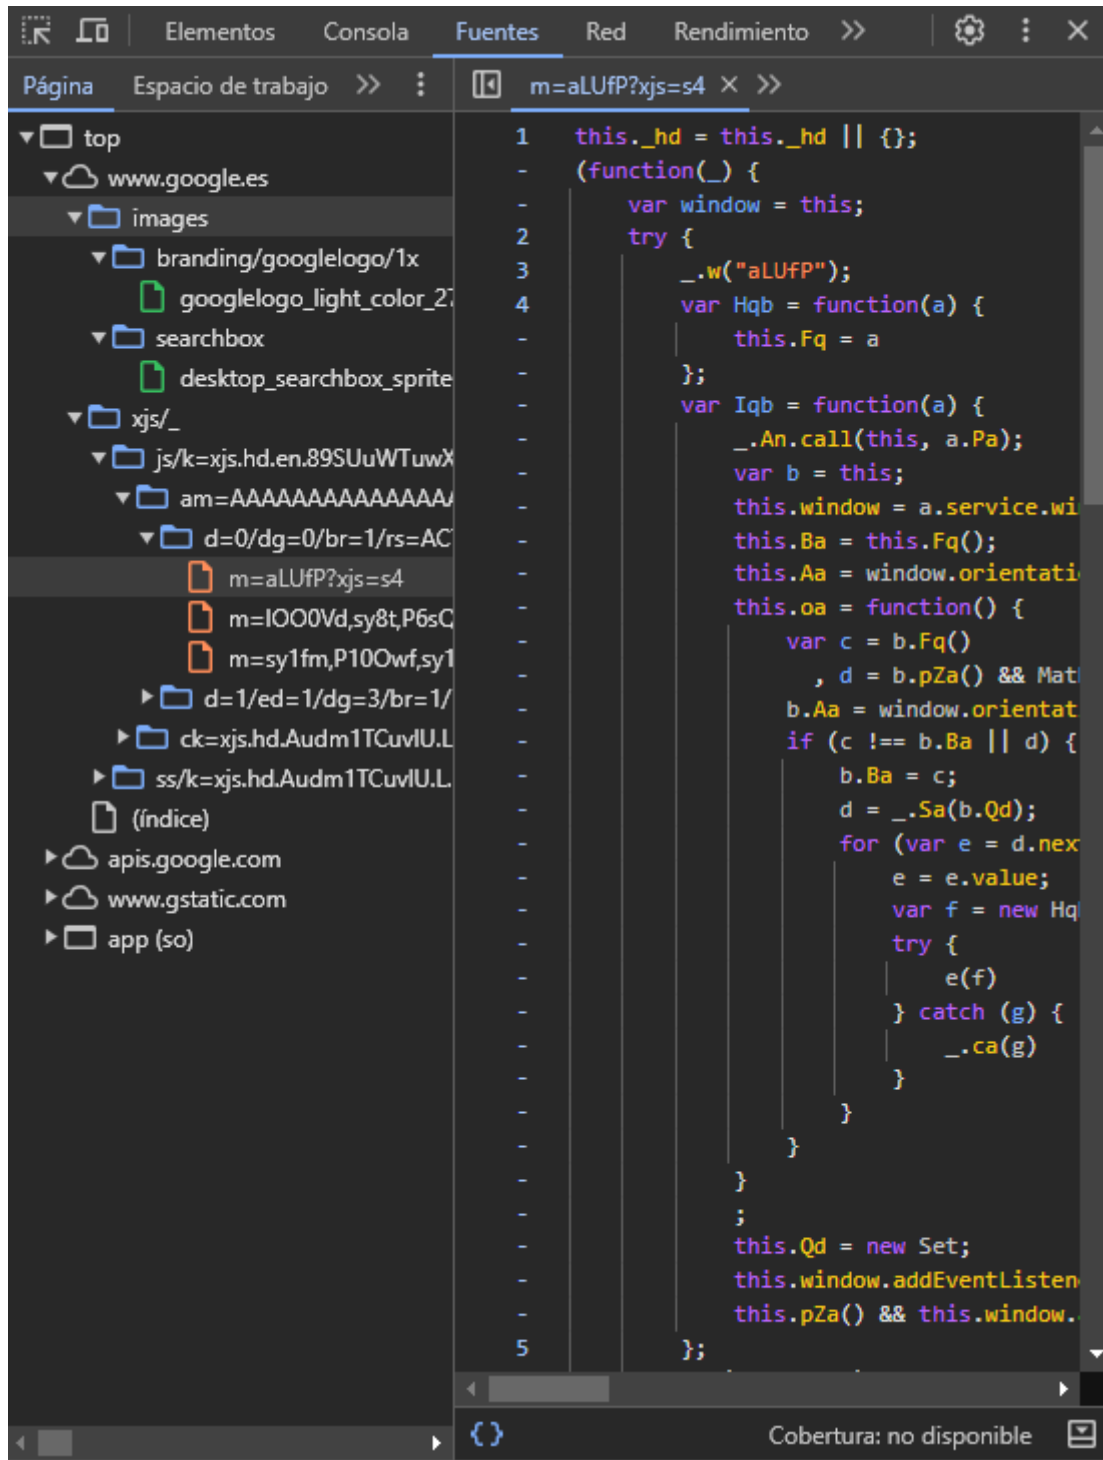 Elementos Consola Fuentes Red Rendimiento
Página Espacio de trabajo
m=aLUfP?xjs=s4
top
www.google.es
images
branding/googlelogo/1x
googlelogo_light_color_27
searchbox
desktop_searchbox_sprite
xjs/_
js/k=xjs.hd.en.89SUuWTuwX
am=AAAAAAAAAAAAAAA
d=0/dg=0/br=1/rs=AC
m=aLUfP?xjs=s4
m=IOO0Vd,sy8t,P6sQ
m=sy1fm,P10Owf,sy1
d=1/ed=1/dg=3/br=1/
ck=xjs.hd.Audm1TCuvIU.L
ss/k=xjs.hd.Audm1TCuvIU.L.
(índice)
apis.google.com
www.gstatic.com
app (so)
1 this._hd = this._hd || {};
- (function(_) {
- var window = this;
2 try {
3 _.w("aLUfP");
4 var Hqb = function(a) {
- this.Fq = a
- };
- var Iqb = function(a) {
- _.An.call(this, a.Pa);
- var b = this;
- this.window = a.service.wi
- this.Ba = this.Fq();
- this.Aa = window.orientati
- this.oa = function() {
- var c = b.Fq()
- , d = b.pZa() && Mat
- b.Aa = window.orientat
- if (c !== b.Ba || d) {
- b.Ba = c;
- d = _.Sa(b.Qd);
- for (var e = d.nex
- e = e.value;
- var f = new Hq
- try {
- e(f)
- } catch (g) {
- _.ca(g)
- }
- }
- }
- }
- ;
- this.Qd = new Set;
- this.window.addEventListen
- this.pZa() && this.window.
5 };
{} Cobertura: no disponible